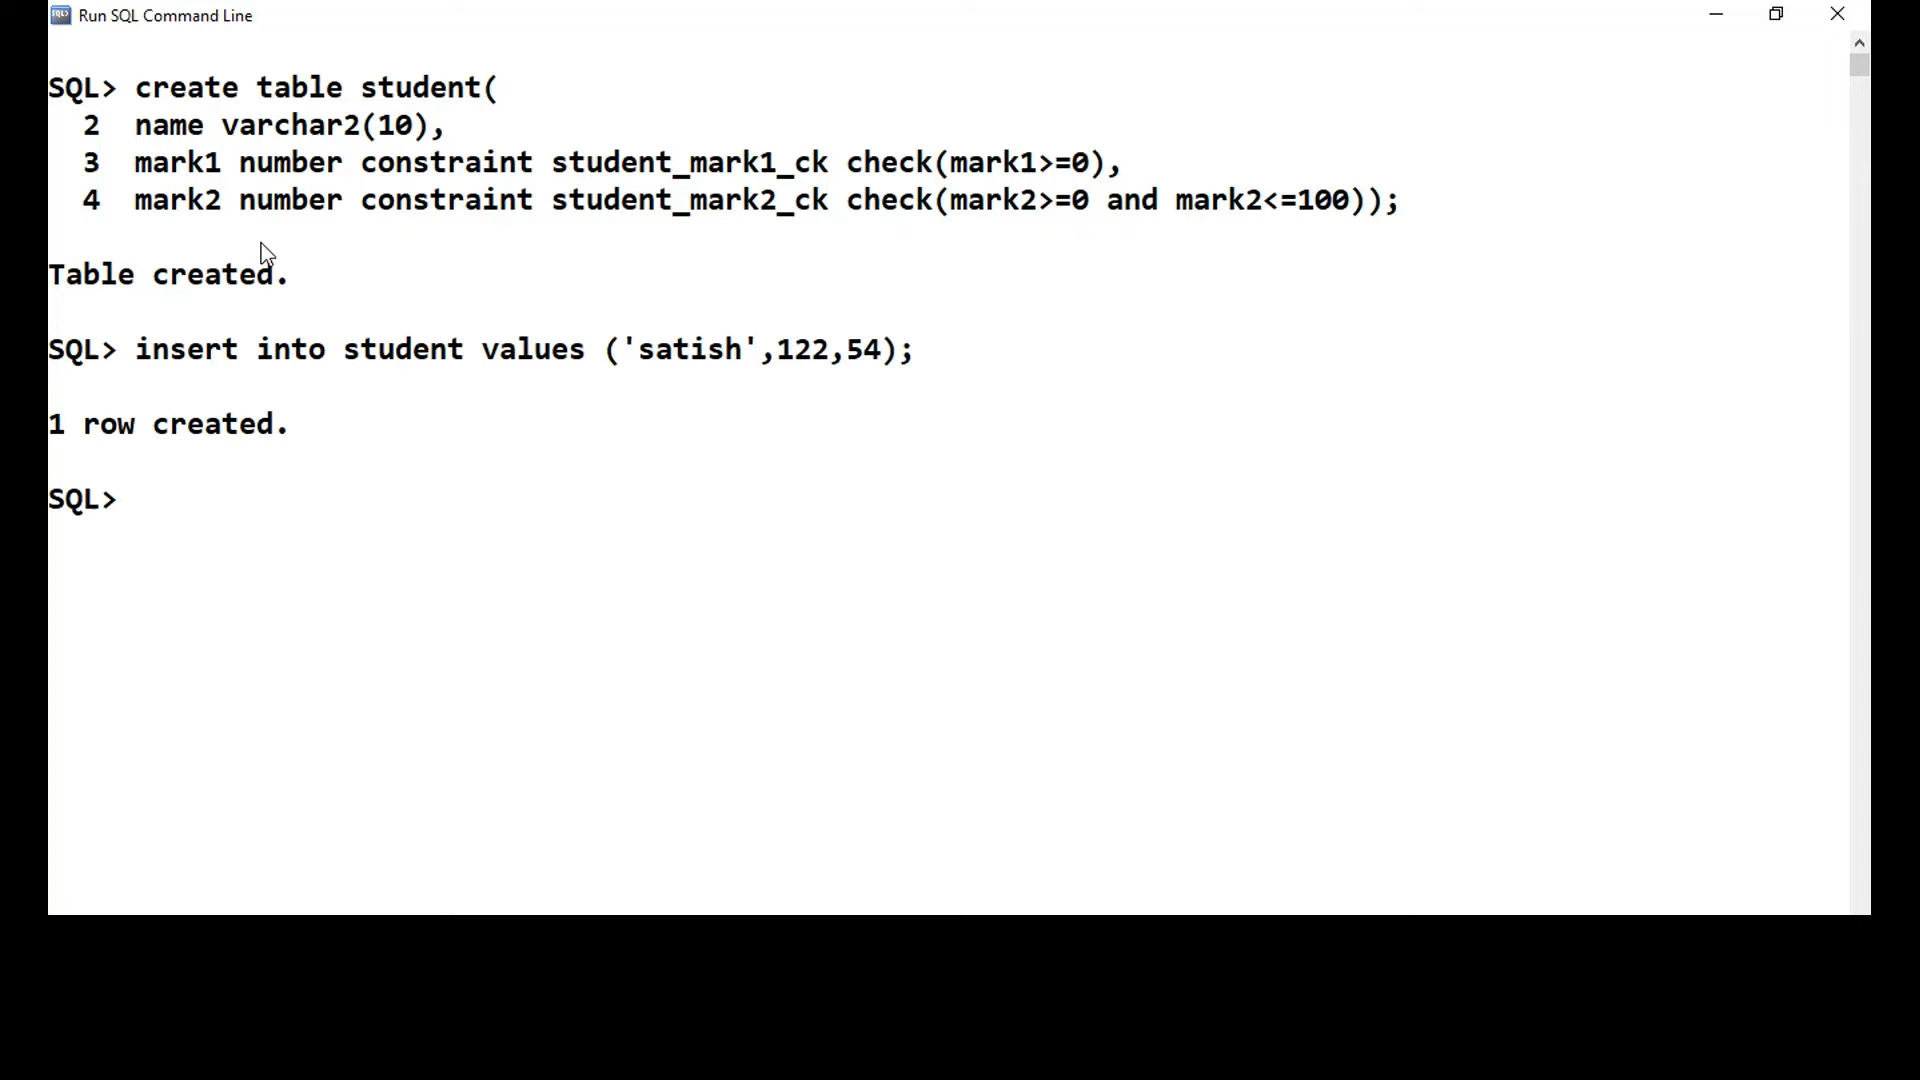 Run SQL Command Line
SQL> create table student(
2 name varchar2(10),
3 mark1 number constraint student_mark1_ck check(mark1>=0),
4 mark2 number constraint student_mark2_ck check(mark2>=0 and mark2<=100));
Table created.
SQL> insert into student values ('satish',122,54);
1 row created.
SQL>